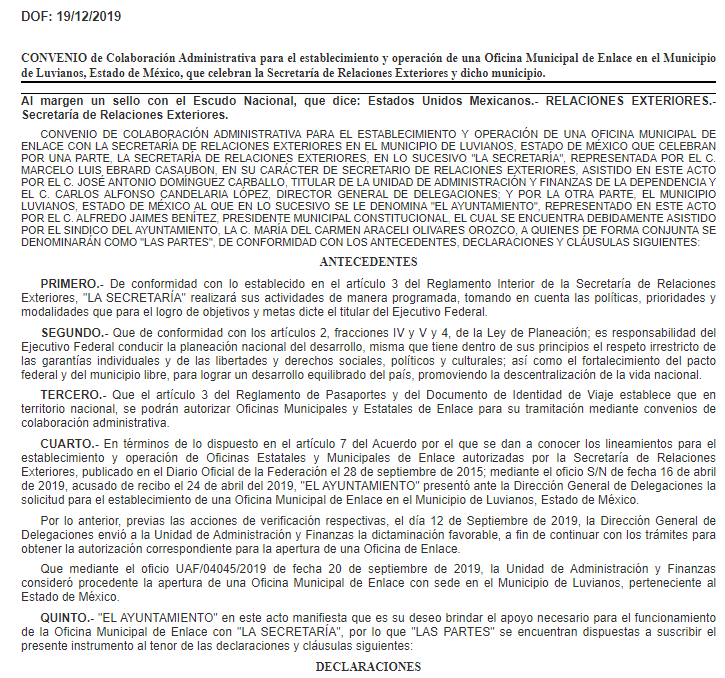 DOF: 19/12/2019
CONVENIO de Colaboración Administrativa para el establecimiento y operación de una Oficina Municipal de Enlace en el Municipio
de Luvianos, Estado de México, que celebran la Secretaría de Relaciones Exteriores y dicho municipio.
Al margen un sello con el Escudo Nacional, que dice: Estados Unidos Mexicanos.- RELACIONES EXTERIORES.-
Secretaría de Relaciones Exteriores.
CONVENIO DE COLABORACIÓN ADMINISTRATIVA PARA EL ESTABLECIMIENTO Y OPERACIÓN DE UNA OFICINA MUNICIPAL DE
ENLACE CON LA SECRETARÍA DE RELACIONES EXTERIORES EN EL MUNICIPIO DE LUVIANOS, ESTADO DE MÉXICO QUE CELEBRAN
POR UNA PARTE, LA SECRETARÍA DE RELACIONES EXTERIORES, EN LO SUCESIVO "LA SECRETARÍA", REPRESENTADA POR EL C.
MARCELO LUIS EBRARD CASAUBON, EN SU CARÁCTER DE SECRETARIO DE RELACIONES EXTERIORES, ASISTIDO EN ESTE ACTO
POR EL C. JOSÉ ANTONIO DOMÍNGUEZ CARBALLO, TITULAR DE LA UNIDAD DE ADMINISTRACIÓN Y FINANZAS DE LA DEPENDENCIA Y
EL C. CARLOS ALFONSO CANDELARIA LÓPEZ, DIRECTOR GENERAL DE DELEGACIONES; Y POR LA OTRA PARTE, EL MUNICIPIO
LUVIANOS, ESTADO DE MÉXICO AL QUE EN LO SUCESIVO SE LE DENOMINA "EL AYUNTAMIENTO", REPRESENTADO EN ESTE ACTO
POR EL C. ALFREDO JAIMES BENÍTEZ, PRESIDENTE MUNICIPAL CONSTITUCIONAL, EL CUAL SE ENCUENTRA DEBIDAMENTE ASISTIDO
POR EL SINDICO DEL AYUNTAMIENTO, LA C. MARÍA DEL CARMEN ARACELI OLIVARES OROZCO, A QUIENES DE FORMA CONJUNTA SE
DENOMINARÁN COMO "LAS PARTES", DE CONFORMIDAD CON LOS ANTECEDENTES, DECLARACIONES Y CLÁUSULAS SIGUIENTES:
ANTECEDENTES
PRIMERO.- De conformidad con lo establecido en el artículo 3 del Reglamento Interior de la Secretaría de Relaciones
Exteriores, "LA SECRETARÍA" realizará sus actividades de manera programada, tomando en cuenta las políticas, prioridades y
modalidades que para el logro de objetivos y metas dicte el titular del Ejecutivo Federal.
SEGUNDO.- Que de conformidad con los artículos 2, fracciones IV y V y 4, de la Ley de Planeación; es responsabilidad del
Ejecutivo Federal conducir la planeación nacional del desarrollo, misma que tiene dentro de sus principios el respeto irrestricto de
las garantías individuales y de las libertades y derechos sociales, políticos y culturales; así como el fortalecimiento del pacto
federal y del municipio libre, para lograr un desarrollo equilibrado del país, promoviendo la descentralización de la vida nacional.
TERCERO.- Que el artículo 3 del Reglamento de Pasaportes y del Documento de Identidad de Viaje establece que en
territorio nacional, se podrán autorizar Oficinas Municipales y Estatales de Enlace para su tramitación mediante convenios de
colaboración administrativa.
CUARTO.- En términos de lo dispuesto en el artículo 7 del Acuerdo por el que se dan a conocer los lineamientos para el
establecimiento y operación de Oficinas Estatales y Municipales de Enlace autorizadas por la Secretaría de Relaciones
Exteriores, publicado en el Diario Oficial de la Federación el 28 de septiembre de 2015; mediante el oficio S/N de fecha 16 de abril
de 2019, acusado de recibo el 24 de abril del 2019, "EL AYUNTAMIENTO" presentó ante la Dirección General de Delegaciones la
solicitud para el establecimiento de una Oficina Municipal de Enlace en el Municipio de Luvianos, Estado de México.
Por lo anterior, previas las acciones de verificación respectivas, el día 12 de Septiembre de 2019, la Dirección General de
Delegaciones envió a la Unidad de Administración y Finanzas la dictaminación favorable, a fin de continuar con los trámites para
obtener la autorización correspondiente para la apertura de una Oficina de Enlace.
Que mediante el oficio UAF/04045/2019 de fecha 20 de septiembre de 2019, la Unidad de Administración y Finanzas
consideró procedente la apertura de una Oficina Municipal de Enlace con sede en el Municipio de Luvianos, perteneciente al
Estado de México.
QUINTO.- "EL AYUNTAMIENTO" en este acto manifiesta que es su deseo brindar el apoyo necesario para el funcionamiento
de la Oficina Municipal de Enlace con "LA SECRETARÍA", por lo que "LAS PARTES" se encuentran dispuestas a suscribir el
presente instrumento al tenor de las declaraciones y cláusulas siguientes:
DECLARACIONES